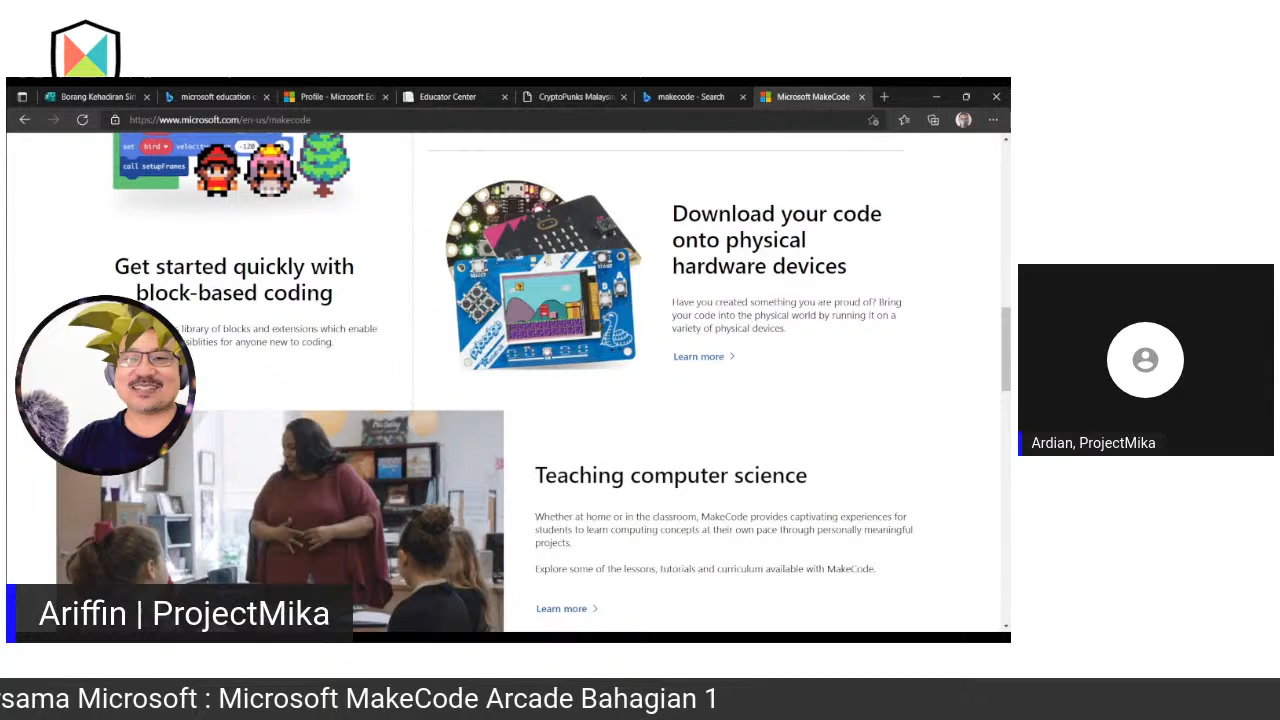 Borang Kehadiran Sin
microsoft education c
Profile - Microsoft Ed
Educator Center
CryptoPunks Malaysi
makecode - Search
Microsoft MakeCode
https://www.microsoft.com/en-us/makecode
set bird velocity -120
call setupFrames
Get started quickly with
block-based coding
library of blocks and extensions which enable
for anyone new to coding.
SELECT
START
B
A
Download your code
onto physical
hardware devices
Have you created something you are proud of? Bring
your code into the physical world by running it on a
variety of physical devices.
Learn more
Teaching computer science
Whether at home or in the classroom, MakeCode provides captivating experiences for
students to learn computing concepts at their own pace through personally meaningful
projects.
Explore some of the lessons, tutorials and curriculum available with MakeCode.
Learn more
Ariffin | ProjectMika
Ardian, ProjectMika
rsama Microsoft : Microsoft MakeCode Arcade Bahagian 1